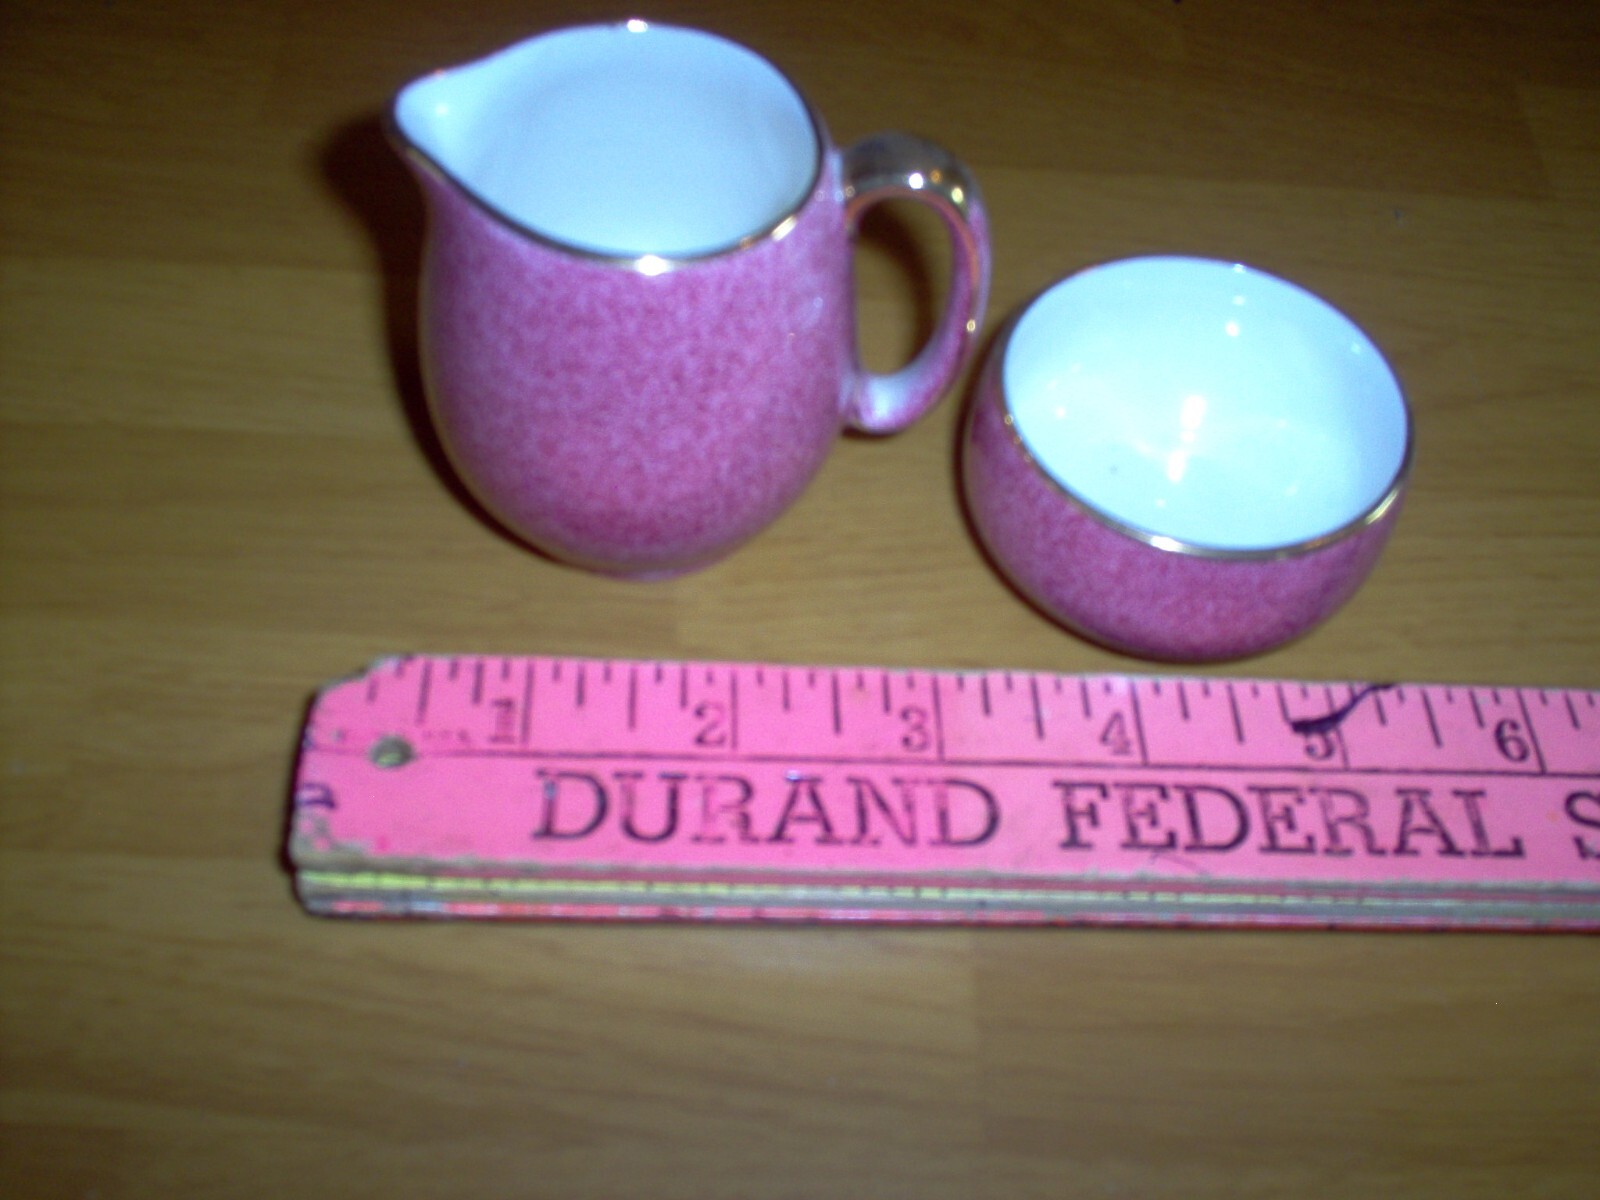 1 2 3 4 5 6
DURAND FEDERAL S